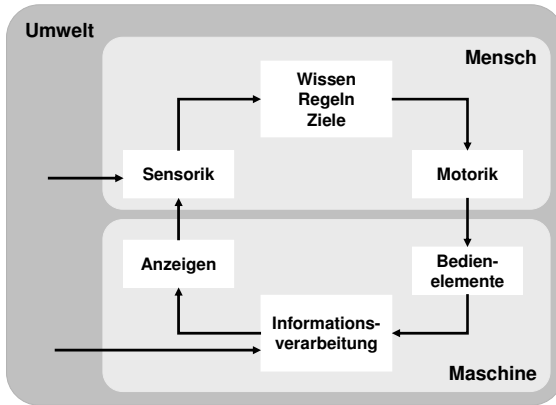 Umwelt
Mensch
Wissen
Regeln
Ziele
Sensorik
Motorik
Anzeigen
Bedien-
elemente
Informations-
verarbeitung
Maschine